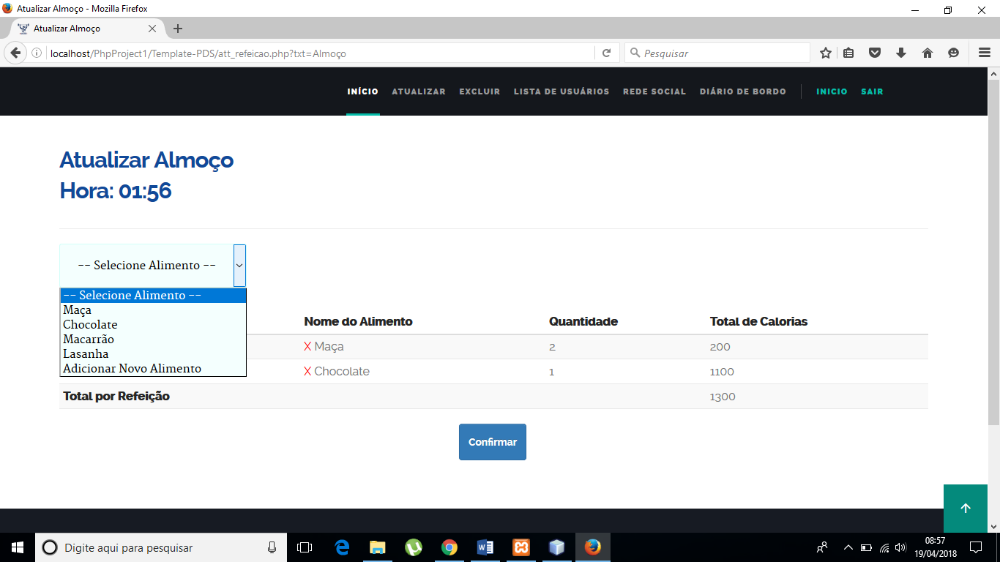 Atualizar Almoço - Mozilla Firefox
Atualizar Almoço
localhost/PhpProject1/Template-PDS/att_refeicao.php?txt=Almoço
Pesquisar
INÍCIO ATUALIZAR EXCLUIR LISTA DE USUÁRIOS REDE SOCIAL DIÁRIO DE BORDO INICIO SAIR
Atualizar Almoço
Hora: 01:56
-- Selecione Alimento --
-- Selecione Alimento --
Maça
Chocolate
Macarrão
Lasanha
Adicionar Novo Alimento
Nome do Alimento Quantidade Total de Calorias
X Maça 2 200
X Chocolate 1 1100
Total por Refeição 1300
Confirmar
Digite aqui para pesquisar
08:57
19/04/2018